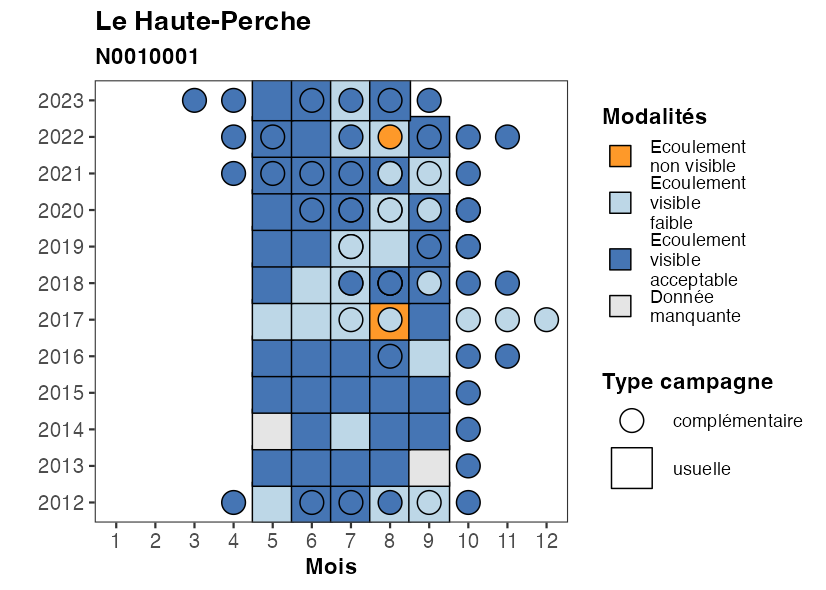 Le Haute-Perche
N0010001
2023
2022
2021
2020
2019
2018
2017
2016
2015
2014
2013
2012
1 2 3 4 5 6 7 8 9 10 11 12
Mois
Modalités
Ecoulement
non visible
Ecoulement
visible
faible
Ecoulement
visible
acceptable
Donnée
manquante
Type campagne
complémentaire
usuelle